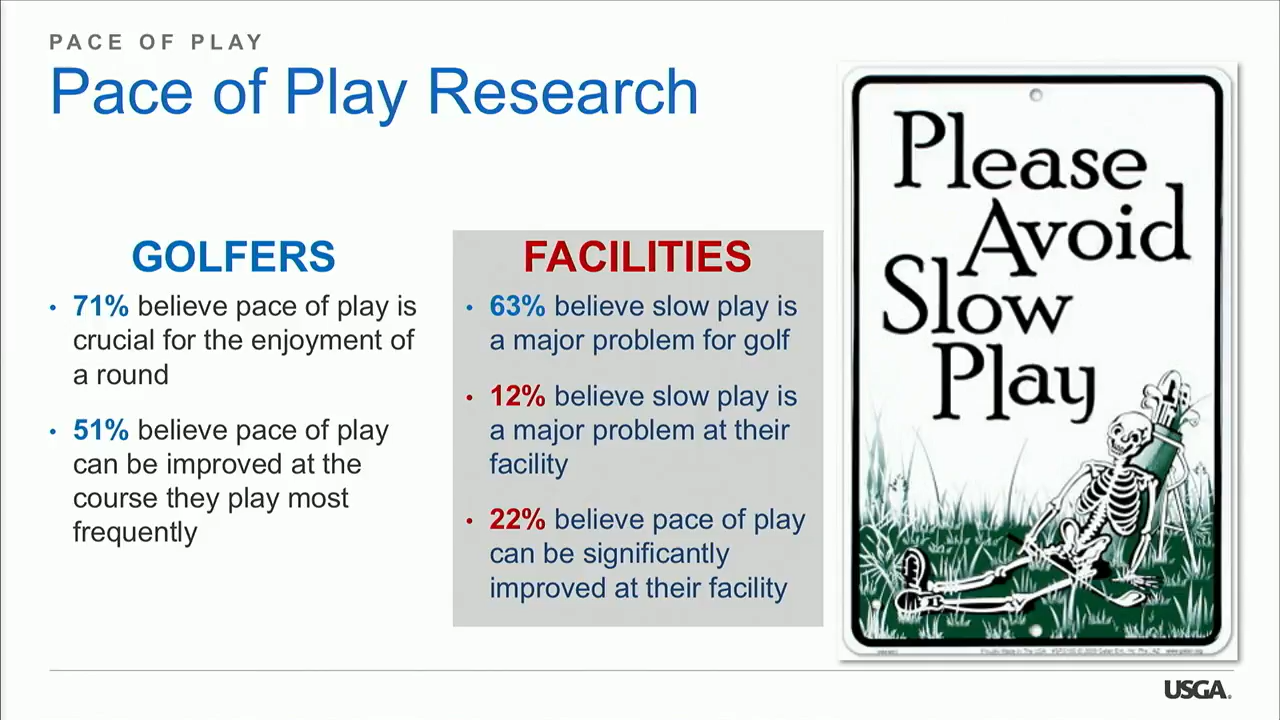 PACE OF PLAY
Pace of Play Research
GOLFERS
• 71% believe pace of play is
crucial for the enjoyment of
a round
• 51% believe pace of play
can be improved at the
course they play most
frequently
FACILITIES
• 63% believe slow play is
a major problem for golf
• 12% believe slow play is
a major problem at their
facility
• 22% believe pace of play
can be significantly
improved at their facility
Please
Avoid
Slow
Play
USGA